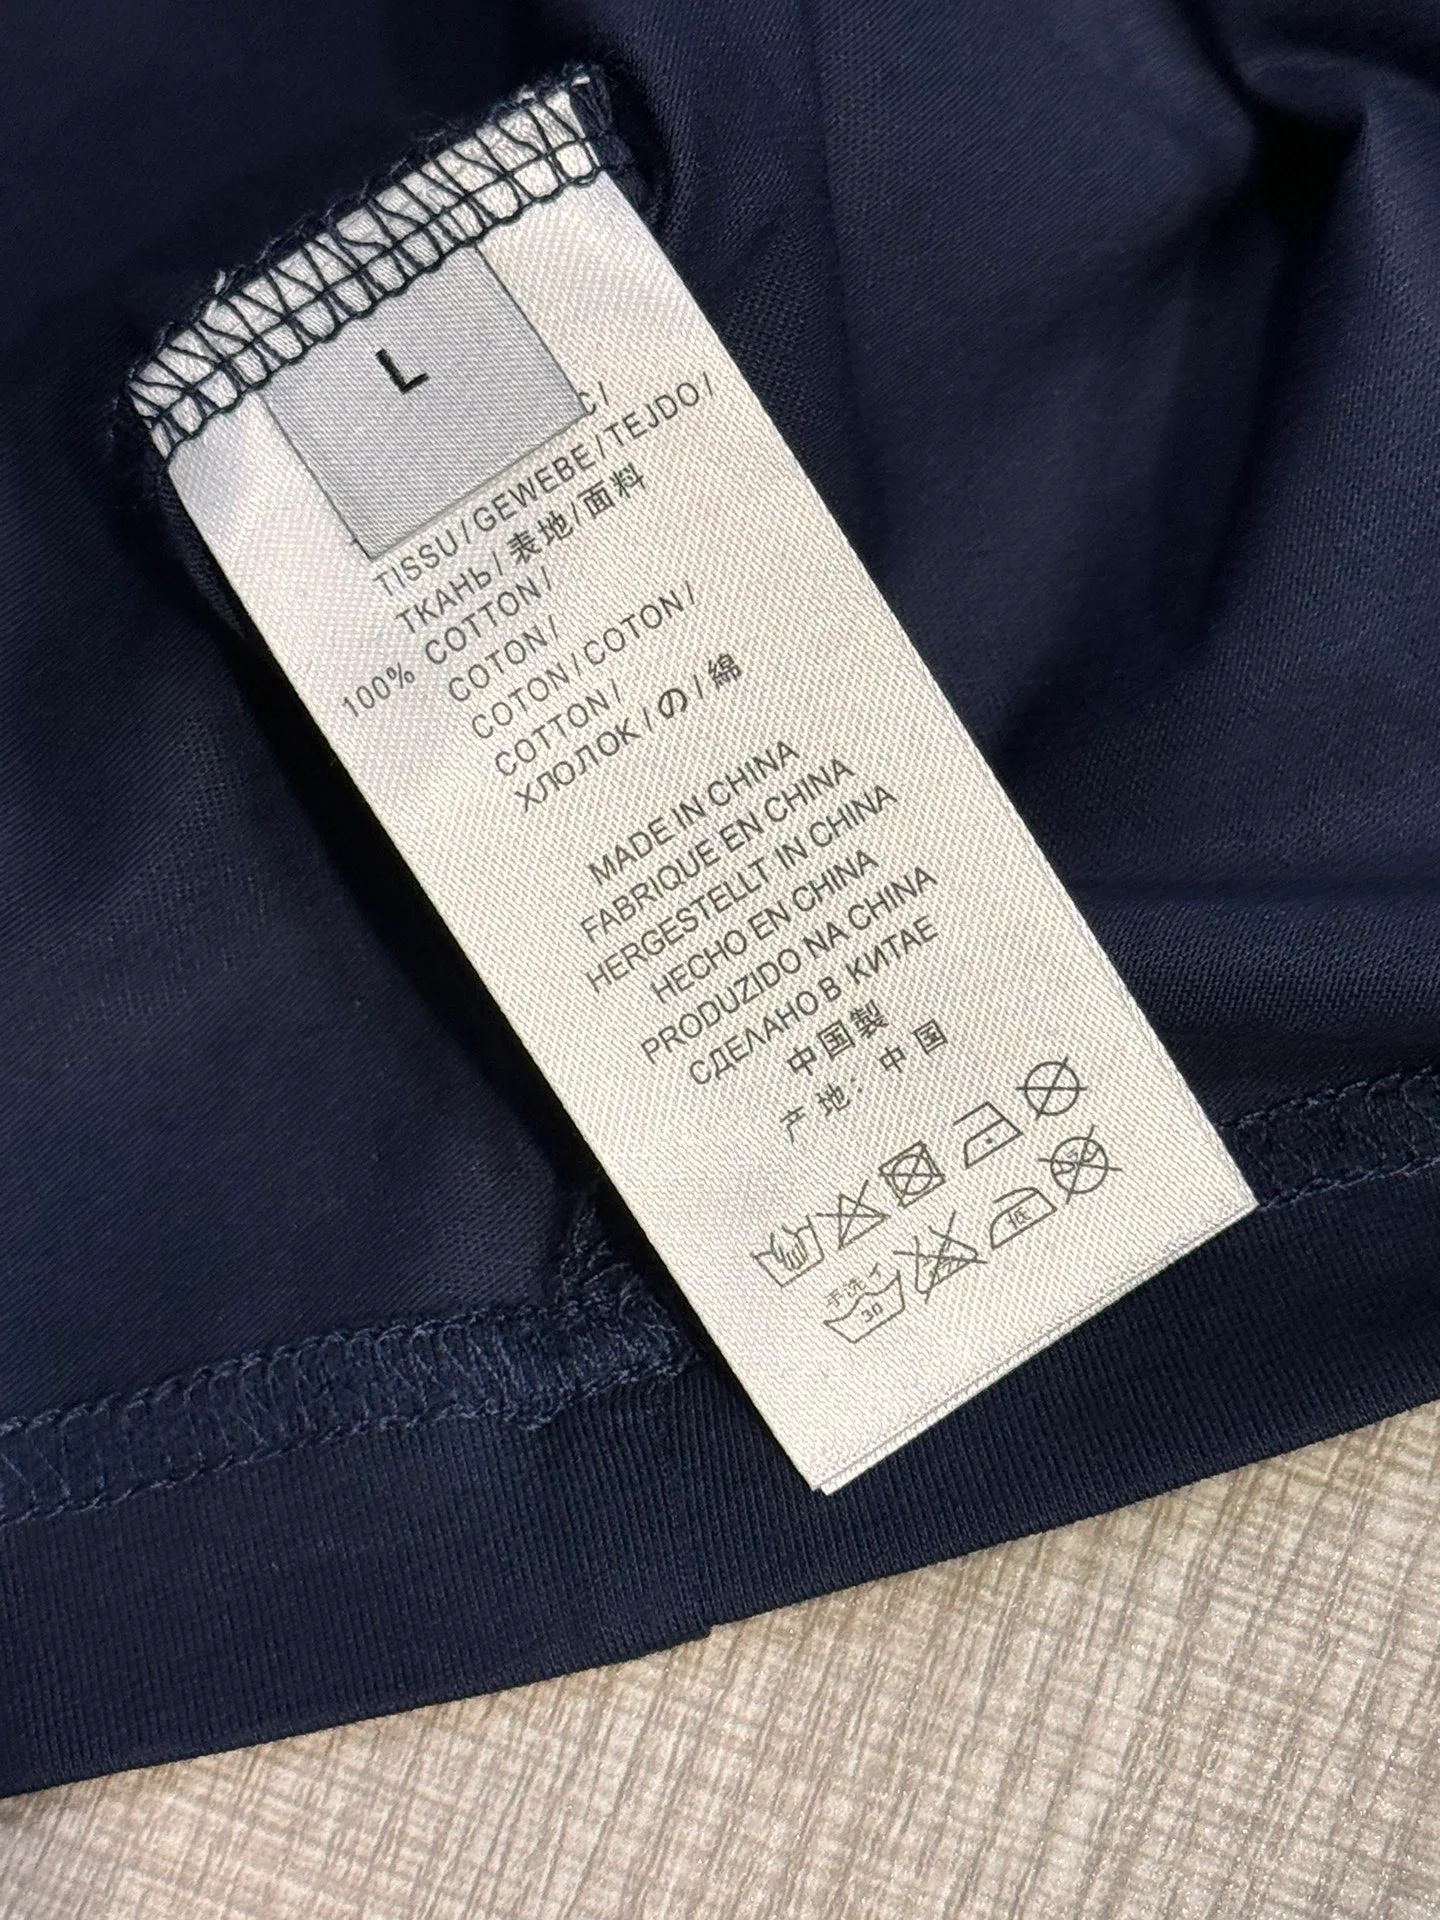 L
C/
TISSU/GEWEBE/TEJDO/
ТКАНЬ/表地/面料
100% COTTON/
COTON/
COTON/COTON/
COTTON/
ХЛОЛОК/の/綿
MADE IN CHINA
FABRIQUE EN CHINA
HERGESTELLT IN CHINA
HECHO EN CHINA
PRODUZIDO NA CHINA
СДЕЛАНО В КИТАЕ
中国製
产地:中国
手洗イ
30
低